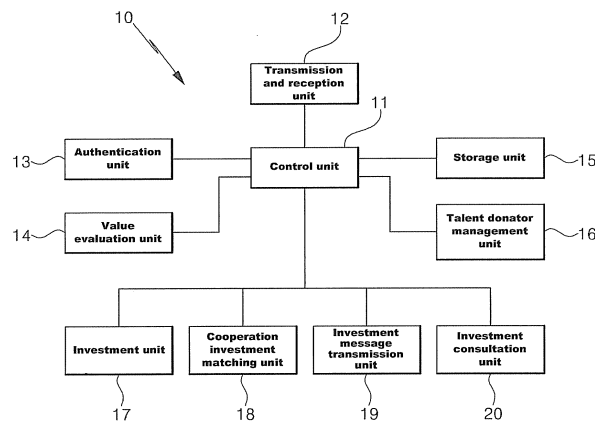 10
12
Transmission
and reception
unit
11
Control unit
13
Authentication
unit
Storage unit
15
14
Value
evaluation unit
Talent donator
management
unit
16
Investment unit
Cooperation
investment
matching unit
Investment
message
transmission
unit
Investment
consultation
unit
17
18
19
20